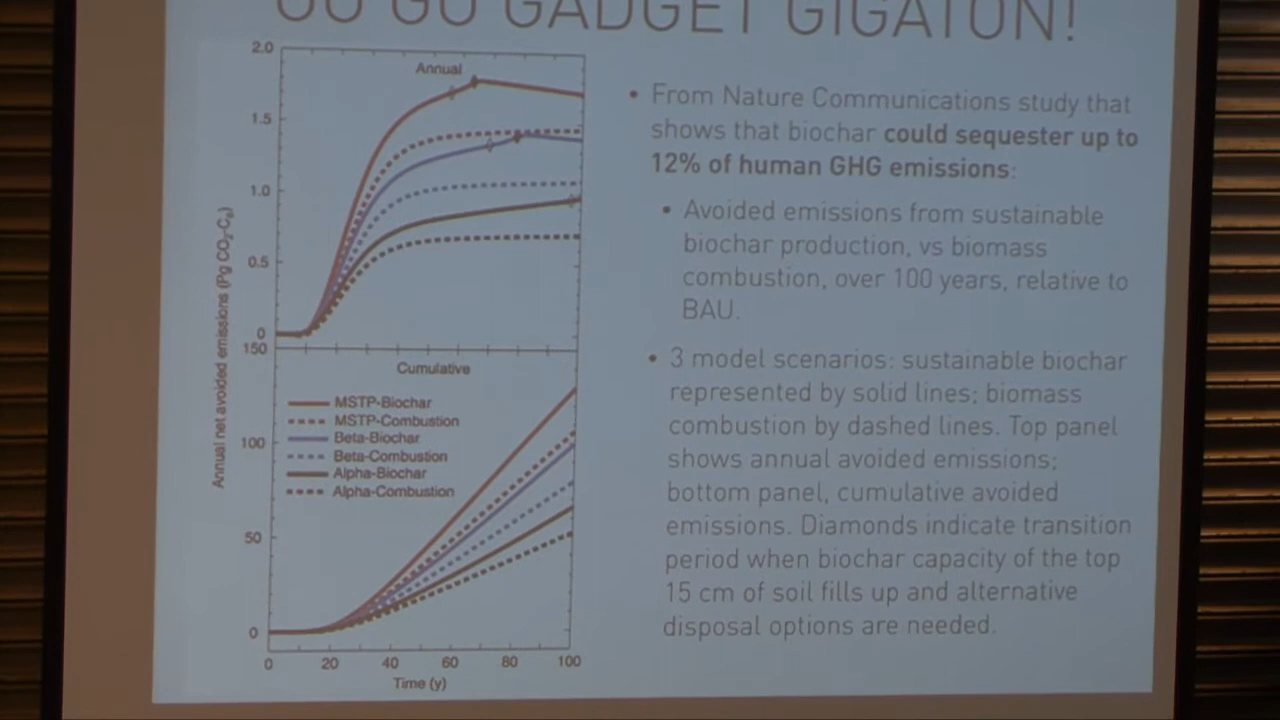 GO GO GADGET GIGATON!
2.0
Annual
1.5
1.0
0.5
0
150
Cumulative
MSTP-Biochar
MSTP-Combustion
Beta-Biochar
Beta-Combustion
Alpha-Biochar
Alpha-Combustion
100
50
0
0 20 40 60 80 100
Time (y)
Annual net avoided emissions (Pg CO₂-Cₑ)
• From Nature Communications study that
shows that biochar could sequester up to
12% of human GHG emissions:
• Avoided emissions from sustainable
biochar production, vs biomass
combustion, over 100 years, relative to
BAU.
• 3 model scenarios: sustainable biochar
represented by solid lines; biomass
combustion by dashed lines. Top panel
shows annual avoided emissions;
bottom panel, cumulative avoided
emissions. Diamonds indicate transition
period when biochar capacity of the top
15 cm of soil fills up and alternative
disposal options are needed.